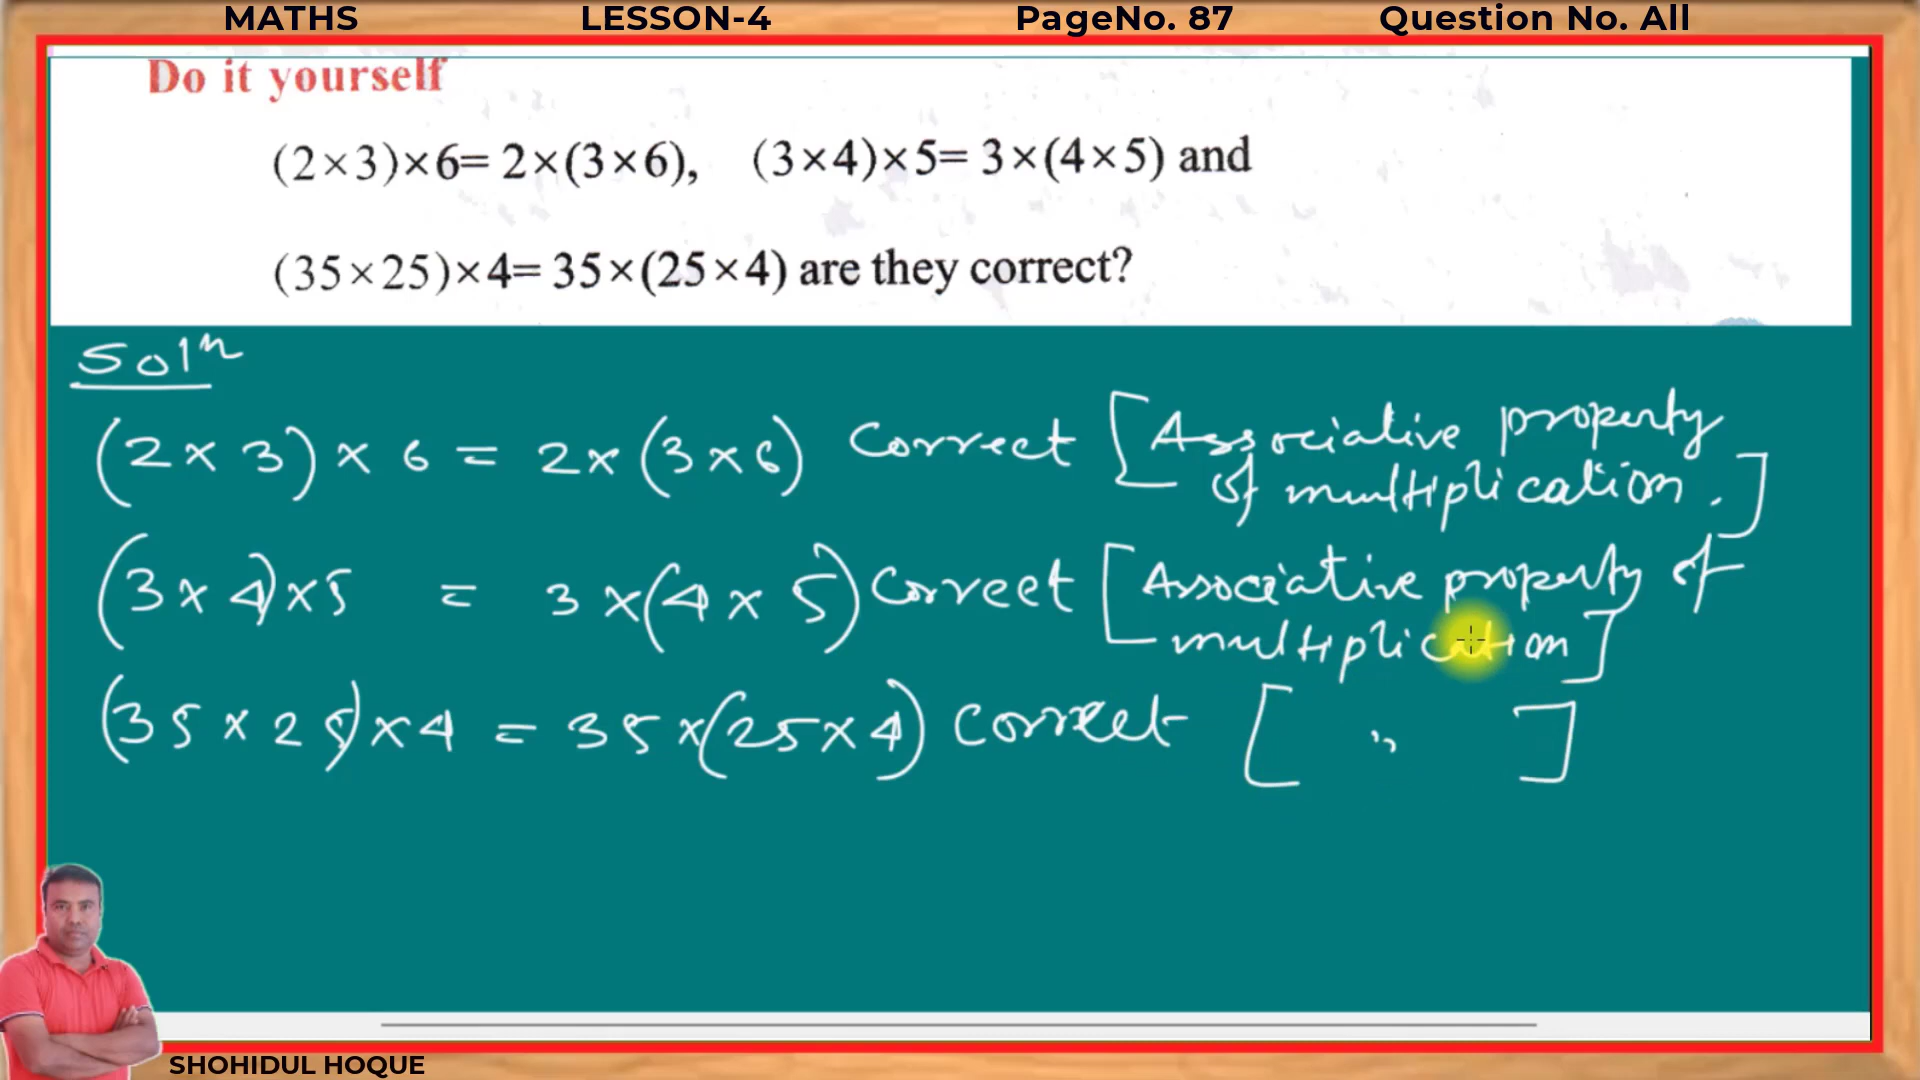 MATHS LESSON-4 PageNo. 87 Question No. All
Do it yourself
(2×3)×6= 2×(3×6), (3×4)×5= 3×(4×5) and
(35×25)×4= 35×(25×4) are they correct?
Solⁿ
(2 × 3) × 6 = 2× (3 × 6) Correct [Associative property
of multiplication.]
(3 × 4) × 5 = 3 × (4 × 5) Correct [Associative property of
multiplication]
(35 × 25) × 4 = 35 × (25 × 4) Correct [ " ]
SHOHIDUL HOQUE